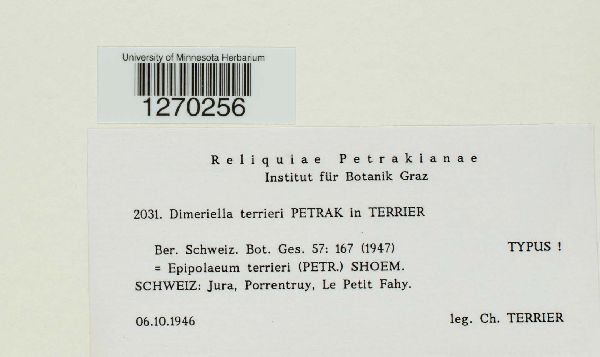 University of Minnesota Herbarium
1270256
Reliquiae Petrakianae
Institut für Botanik Graz
2031. Dimeriella terrieri PETRAK in TERRIER
Ber. Schweiz. Bot. Ges. 57: 167 (1947) TYPUS !
= Epipolaeum terrieri (PETR.) SHOEM.
SCHWEIZ: Jura, Porrentruy, Le Petit Fahy.
06.10.1946 leg. Ch. TERRIER